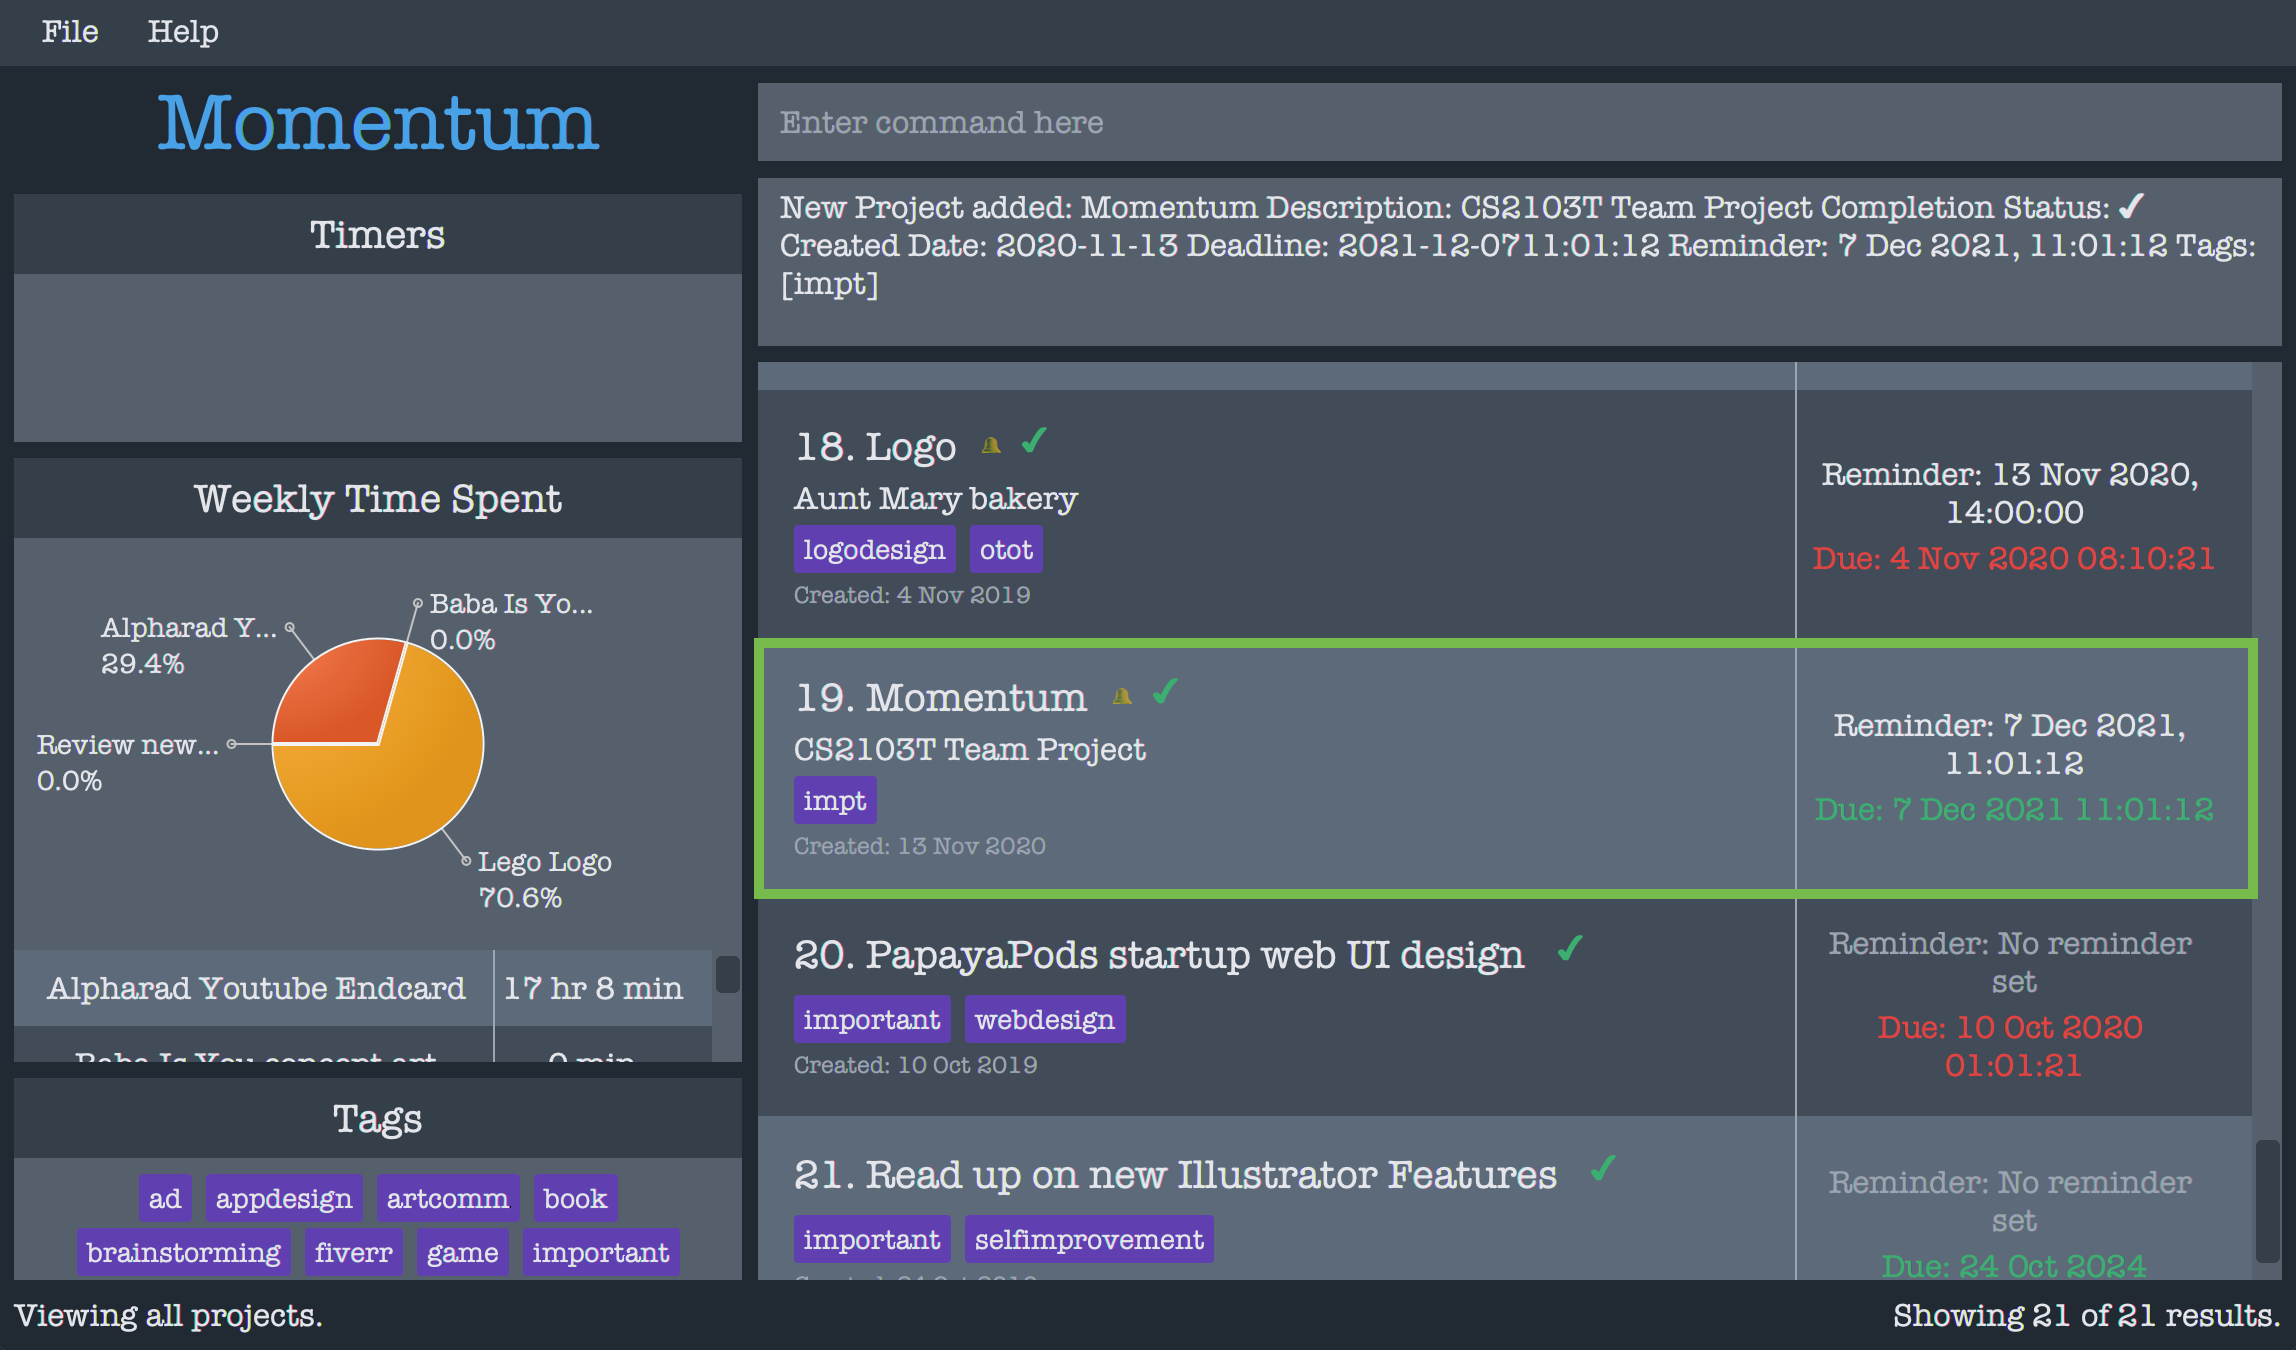 File Help
Momentum
Timers
Weekly Time Spent
Baba Is Yo...
0.0%
Alpharad Y...
29.4%
Review new...
0.0%
Lego Logo
70.6%
Alpharad Youtube Endcard 17 hr 8 min
Baba Is You concept art 0 min
Tags
ad appdesign artcomm book
brainstorming fiverr game important
Enter command here
New Project added: Momentum Description: CS2103T Team Project Completion Status: ✓
Created Date: 2020-11-13 Deadline: 2021-12-0711:01:12 Reminder: 7 Dec 2021, 11:01:12 Tags:
[impt]
18. Logo ✓
Aunt Mary bakery
logodesign otot
Created: 4 Nov 2019
Reminder: 13 Nov 2020,
14:00:00
Due: 4 Nov 2020 08:10:21
19. Momentum ✓
CS2103T Team Project
impt
Created: 13 Nov 2020
Reminder: 7 Dec 2021,
11:01:12
Due: 7 Dec 2021 11:01:12
20. PapayaPods startup web UI design ✓
important webdesign
Created: 10 Oct 2019
Reminder: No reminder
set
Due: 10 Oct 2020
01:01:21
21. Read up on new Illustrator Features ✓
important selfimprovement
Reminder: No reminder
set
Due: 24 Oct 2024
Viewing all projects.
Showing 21 of 21 results.